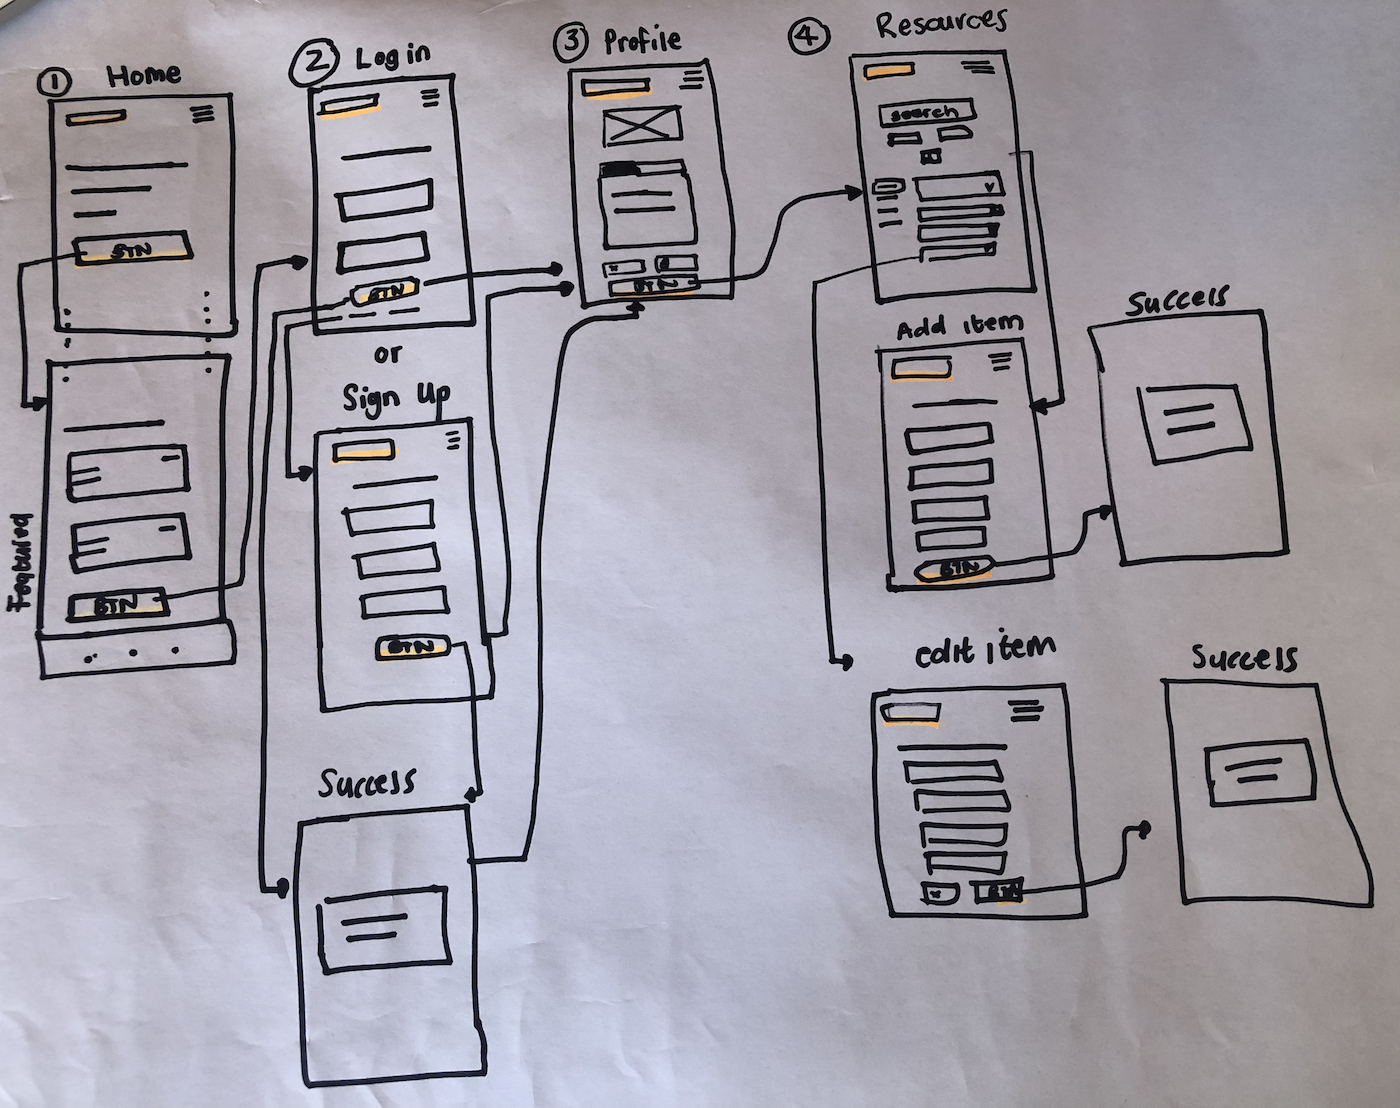 1 Home
BTN
Featured
BTN
2 Log in
BTN
or
Sign Up
BTN
Success
3 Profile
BTN
4 Resources
search
Add item
BTN
Success
edit item
BTN
Success